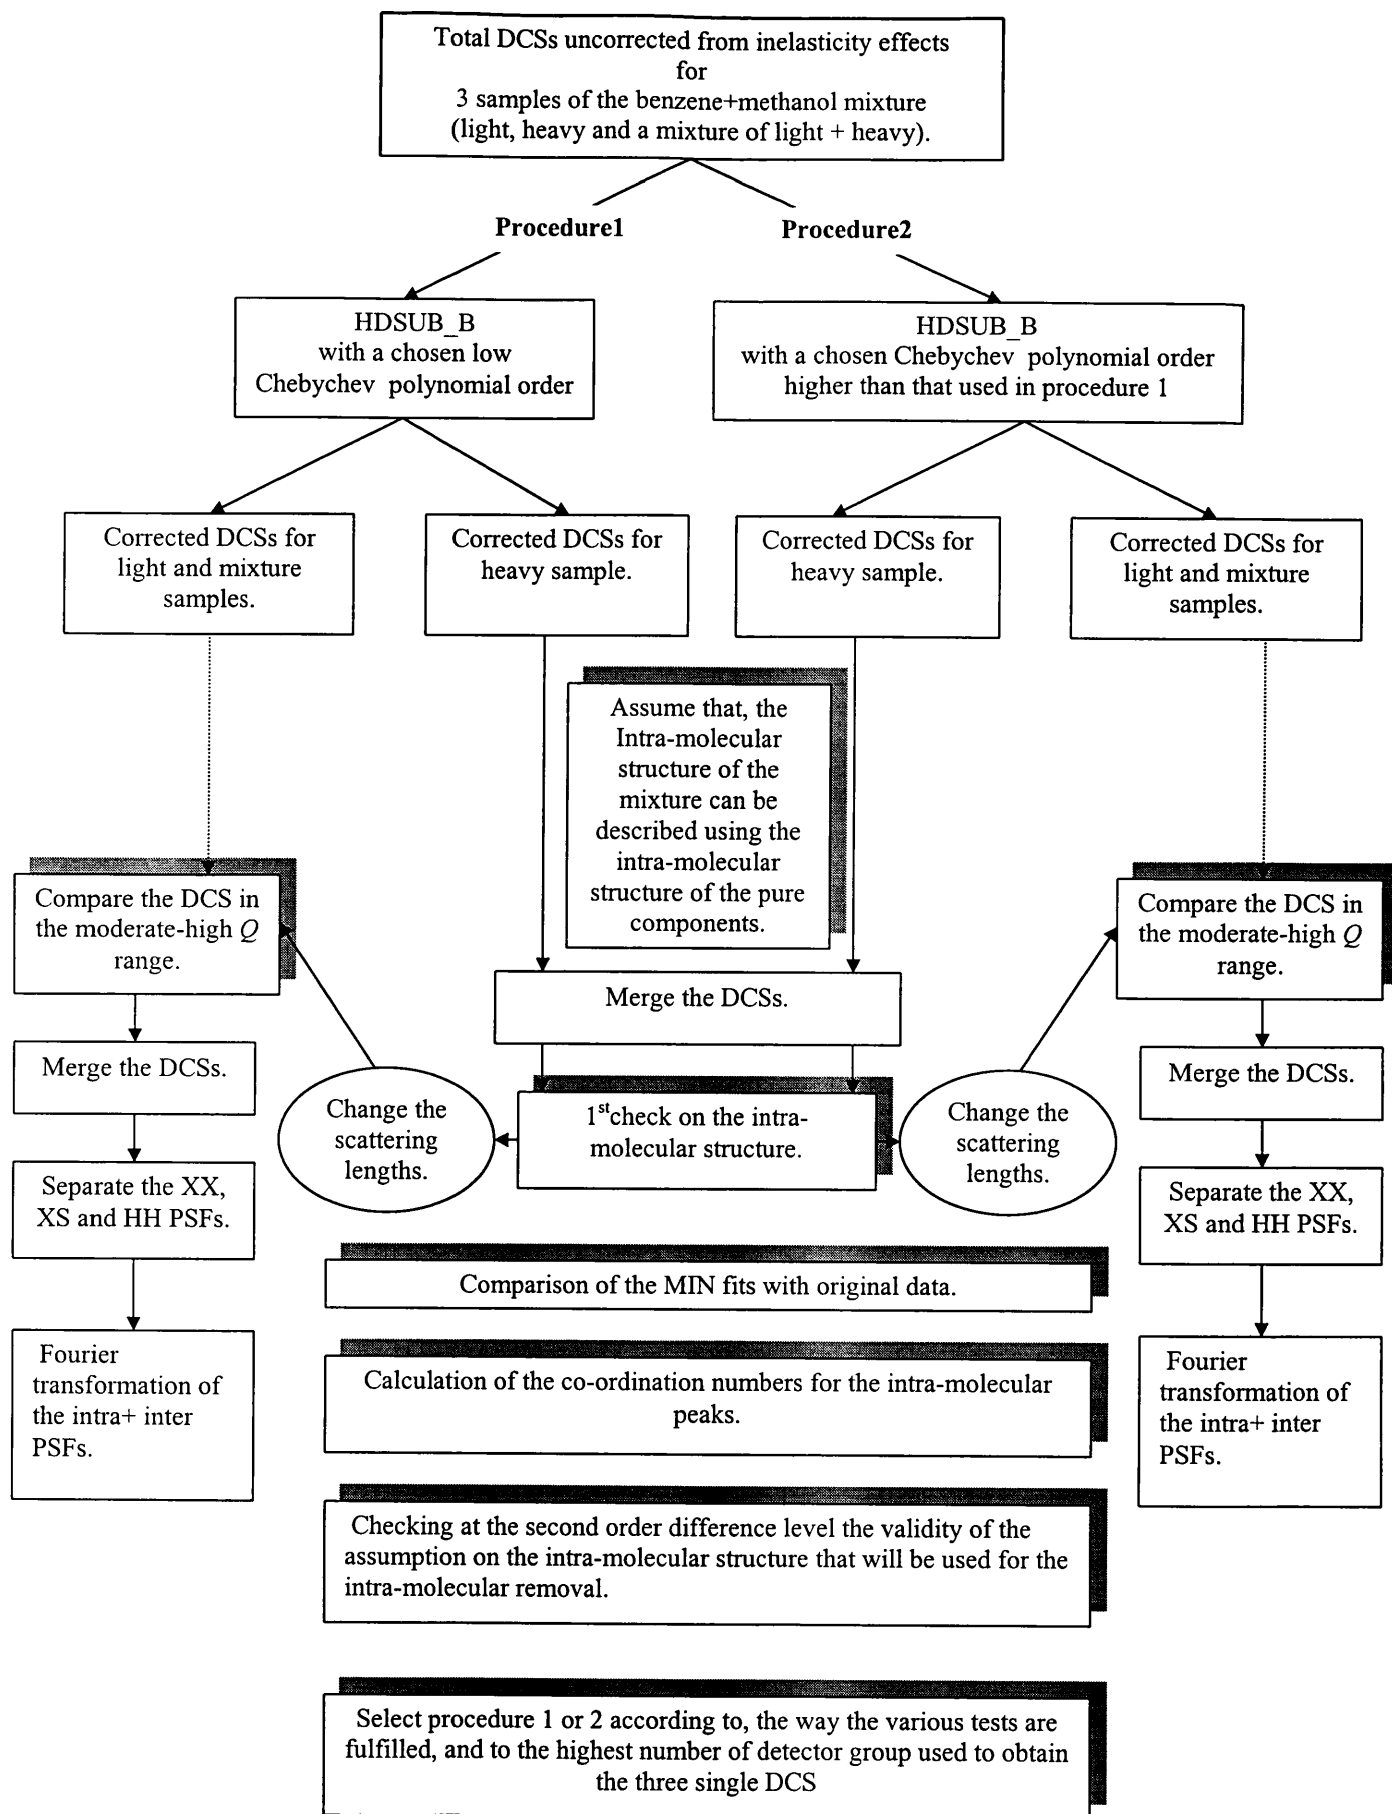 Total DCSs uncorrected from inelasticity effects
for
3 samples of the benzene+methanol mixture
(light, heavy and a mixture of light + heavy).
Procedure1
Procedure2
HDSUB_B
with a chosen low
Chebychev polynomial order
HDSUB_B
with a chosen Chebychev polynomial order
higher than that used in procedure 1
Corrected DCSs for
light and mixture
samples.
Corrected DCSs for
heavy sample.
Corrected DCSs for
heavy sample.
Corrected DCSs for
light and mixture
samples.
Assume that, the
Intra-molecular
structure of the
mixture can be
described using the
intra-molecular
structure of the pure
components.
Compare the DCS in
the moderate-high Q
range.
Compare the DCS in
the moderate-high Q
range.
Merge the DCSs.
Merge the DCSs.
Merge the DCSs.
Change the
scattering
lengths.
1st check on the intra-
molecular structure.
Change the
scattering
lengths.
Separate the XX,
XS and HH PSFs.
Separate the XX,
XS and HH PSFs.
Comparison of the MIN fits with original data.
Fourier
transformation of
the intra+ inter
PSFs.
Calculation of the co-ordination numbers for the intra-molecular
peaks.
Fourier
transformation of
the intra+ inter
PSFs.
Checking at the second order difference level the validity of the
assumption on the intra-molecular structure that will be used for the
intra-molecular removal.
Select procedure 1 or 2 according to, the way the various tests are
fulfilled, and to the highest number of detector group used to obtain
the three single DCS